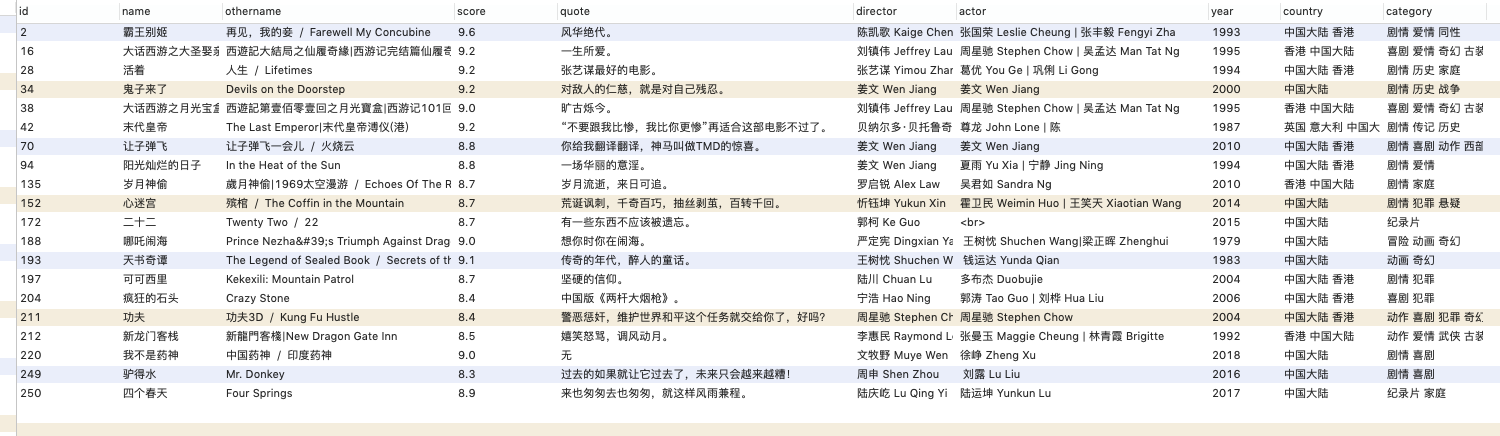 id name othername score quote director actor year country category
2 霸王别姬 再见，我的妾 / Farewell My Concubine 9.6 风华绝代。 陈凯歌 Kaige Chen 张国荣 Leslie Cheung | 张丰毅 Fengyi Zha 1993 中国大陆 香港 剧情 爱情 同性
16 大话西游之大圣娶亲 西遊記大結局之仙履奇緣|西游记完结篇仙履奇 9.2 一生所爱。 刘镇伟 Jeffrey Lau 周星驰 Stephen Chow | 吴孟达 Man Tat Ng 1995 香港 中国大陆 喜剧 爱情 奇幻 古装
28 活着 人生 / Lifetimes 9.2 张艺谋最好的电影。 张艺谋 Yimou Zhan 葛优 You Ge | 巩俐 Li Gong 1994 中国大陆 香港 剧情 历史 家庭
34 鬼子来了 Devils on the Doorstep 9.2 对敌人的仁慈，就是对自己残忍。 姜文 Wen Jiang 姜文 Wen Jiang 2000 中国大陆 剧情 历史 战争
38 大话西游之月光宝盒 西遊記第壹佰零壹回之月光寶盒|西游记101回 9.0 旷古烁今。 刘镇伟 Jeffrey Lau 周星驰 Stephen Chow | 吴孟达 Man Tat Ng 1995 香港 中国大陆 喜剧 爱情 奇幻 古装
42 末代皇帝 The Last Emperor|末代皇帝溥仪(港) 9.2 “不要跟我比惨，我比你更惨”再适合这部电影不过了。 贝纳尔多·贝托鲁奇 尊龙 John Lone | 陈 1987 英国 意大利 中国大 剧情 传记 历史
70 让子弹飞 让子弹飞一会儿 / 火烧云 8.8 你给我翻译翻译，神马叫做TMD的惊喜。 姜文 Wen Jiang 姜文 Wen Jiang 2010 中国大陆 香港 剧情 喜剧 动作 西部
94 阳光灿烂的日子 In the Heat of the Sun 8.8 一场华丽的意淫。 姜文 Wen Jiang 夏雨 Yu Xia | 宁静 Jing Ning 1994 中国大陆 香港 剧情 爱情
135 岁月神偷 歲月神偷|1969太空漫游 / Echoes Of The R 8.7 岁月流逝，来日可追。 罗启锐 Alex Law 吴君如 Sandra Ng 2010 香港 中国大陆 剧情 家庭
152 心迷宫 殡棺 / The Coffin in the Mountain 8.7 荒诞讽刺，千奇百巧，抽丝剥茧，百转千回。 忻钰坤 Yukun Xin 霍卫民 Weimin Huo | 王笑天 Xiaotian Wang 2014 中国大陆 剧情 犯罪 悬疑
172 二十二 Twenty Two / 22 8.7 有一些东西不应该被遗忘。 郭柯 Ke Guo <br> 2015 中国大陆 纪录片
188 哪吒闹海 Prince Nezha&#39;s Triumph Against Drag 9.0 想你时你在闹海。 严定宪 Dingxian Ya 王树忱 Shuchen Wang|梁正晖 Zhenghui 1979 中国大陆 冒险 动画 奇幻
193 天书奇谭 The Legend of Sealed Book / Secrets of th 9.1 传奇的年代，醉人的童话。 王树忱 Shuchen W 钱运达 Yunda Qian 1983 中国大陆 动画 奇幻
197 可可西里 Kekexili: Mountain Patrol 8.7 坚硬的信仰。 陆川 Chuan Lu 多布杰 Duobujie 2004 中国大陆 香港 剧情 犯罪
204 疯狂的石头 Crazy Stone 8.4 中国版《两杆大烟枪》。 宁浩 Hao Ning 郭涛 Tao Guo | 刘桦 Hua Liu 2006 中国大陆 香港 喜剧 犯罪
211 功夫 功夫3D / Kung Fu Hustle 8.4 警恶惩奸，维护世界和平这个任务就交给你了，好吗？ 周星驰 Stephen Ch 周星驰 Stephen Chow 2004 中国大陆 香港 动作 喜剧 犯罪 奇幻
212 新龙门客栈 新龍門客棧|New Dragon Gate Inn 8.5 嬉笑怒骂，调风动月。 李惠民 Raymond L 张曼玉 Maggie Cheung | 林青霞 Brigitte 1992 香港 中国大陆 动作 爱情 武侠 古装
220 我不是药神 中国药神 / 印度药神 9.0 无 文牧野 Muye Wen 徐峥 Zheng Xu 2018 中国大陆 剧情 喜剧
249 驴得水 Mr. Donkey 8.3 过去的如果就让它过去了，未来只会越来越糟！ 周申 Shen Zhou 刘露 Lu Liu 2016 中国大陆 剧情 喜剧
250 四个春天 Four Springs 8.9 来也匆匆去也匆匆，就这样风雨兼程。 陆庆屹 Lu Qing Yi 陆运坤 Yunkun Lu 2017 中国大陆 纪录片 家庭